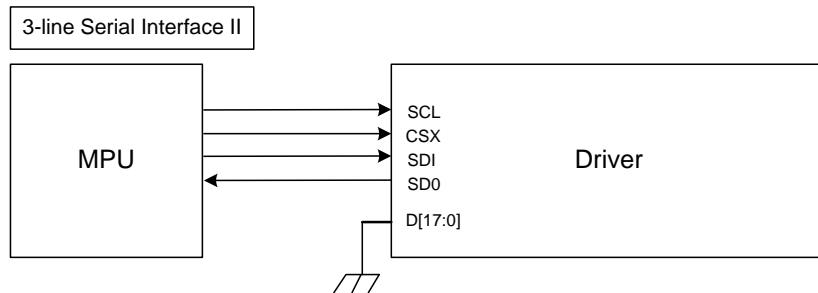 3-line Serial Interface II
MPU
SCL
CSX
SDI
SD0
D[17:0]
Driver